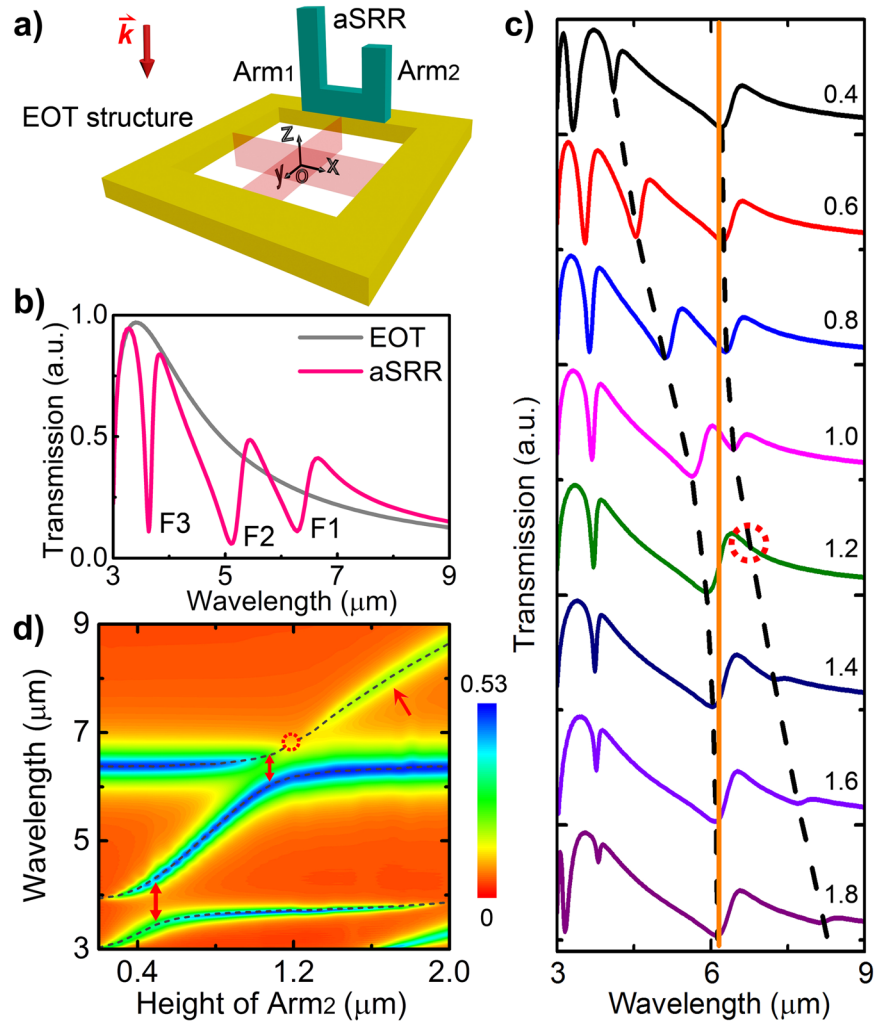 a)
k
aSRR
Arm1
Arm2
EOT structure
Z
y
O
X
b)
Transmission (a.u.)
1.0
0.5
0.0
EOT
aSRR
F3
F2
F1
3
5
7
9
Wavelength (μm)
c)
Transmission (a.u.)
0.4
0.6
0.8
1.0
1.2
1.4
1.6
1.8
3
6
9
Wavelength (μm)
d)
Wavelength (μm)
9
7
5
3
0.4
1.2
2.0
Height of Arm2 (μm)
0.53
0